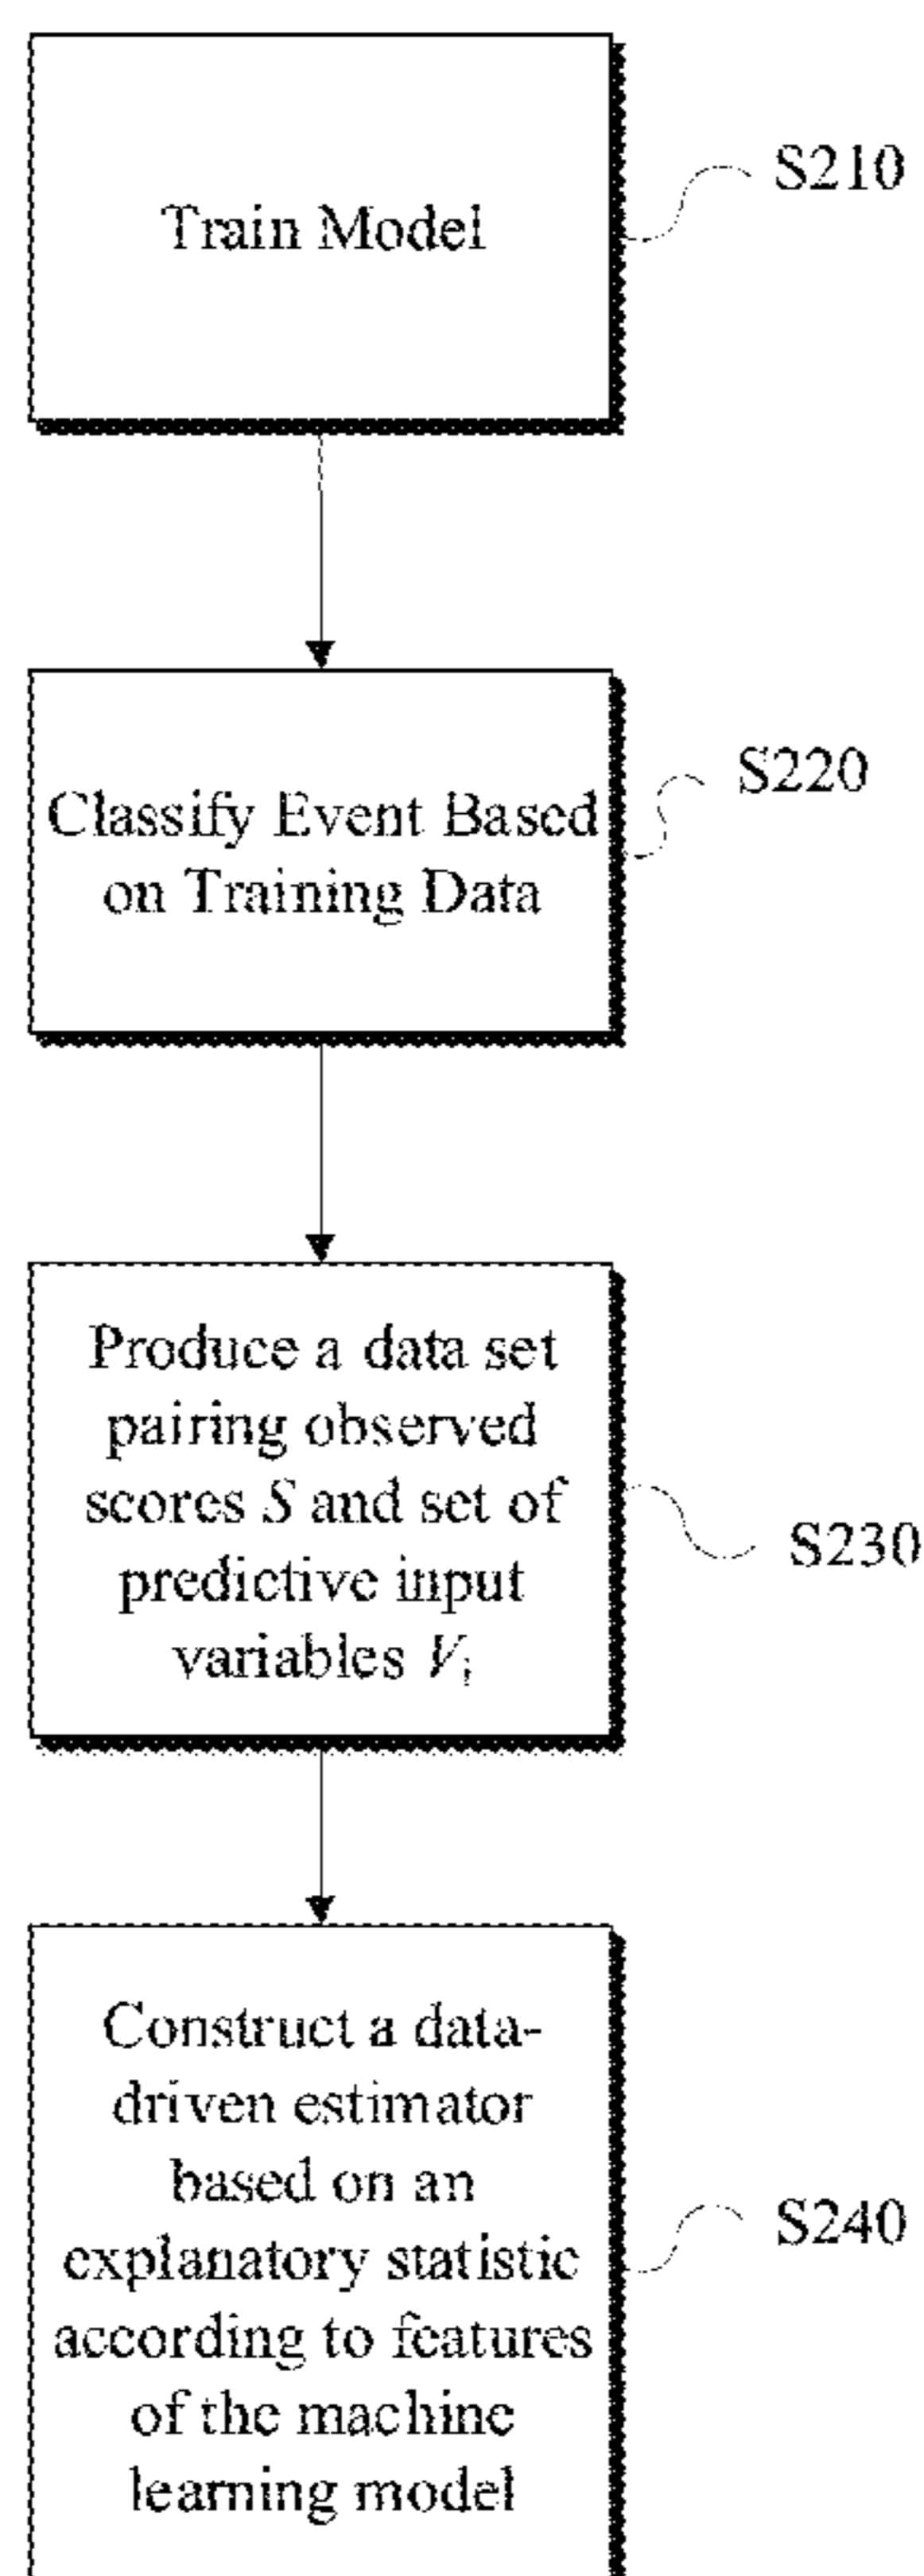 Train Model
S210
Classify Event Based
on Training Data
S220
Produce a data set
pairing observed
scores S and set of
predictive input
variables Vi
S230
Construct a data-
driven estimator
based on an
explanatory statistic
according to features
of the machine
learning model
S240